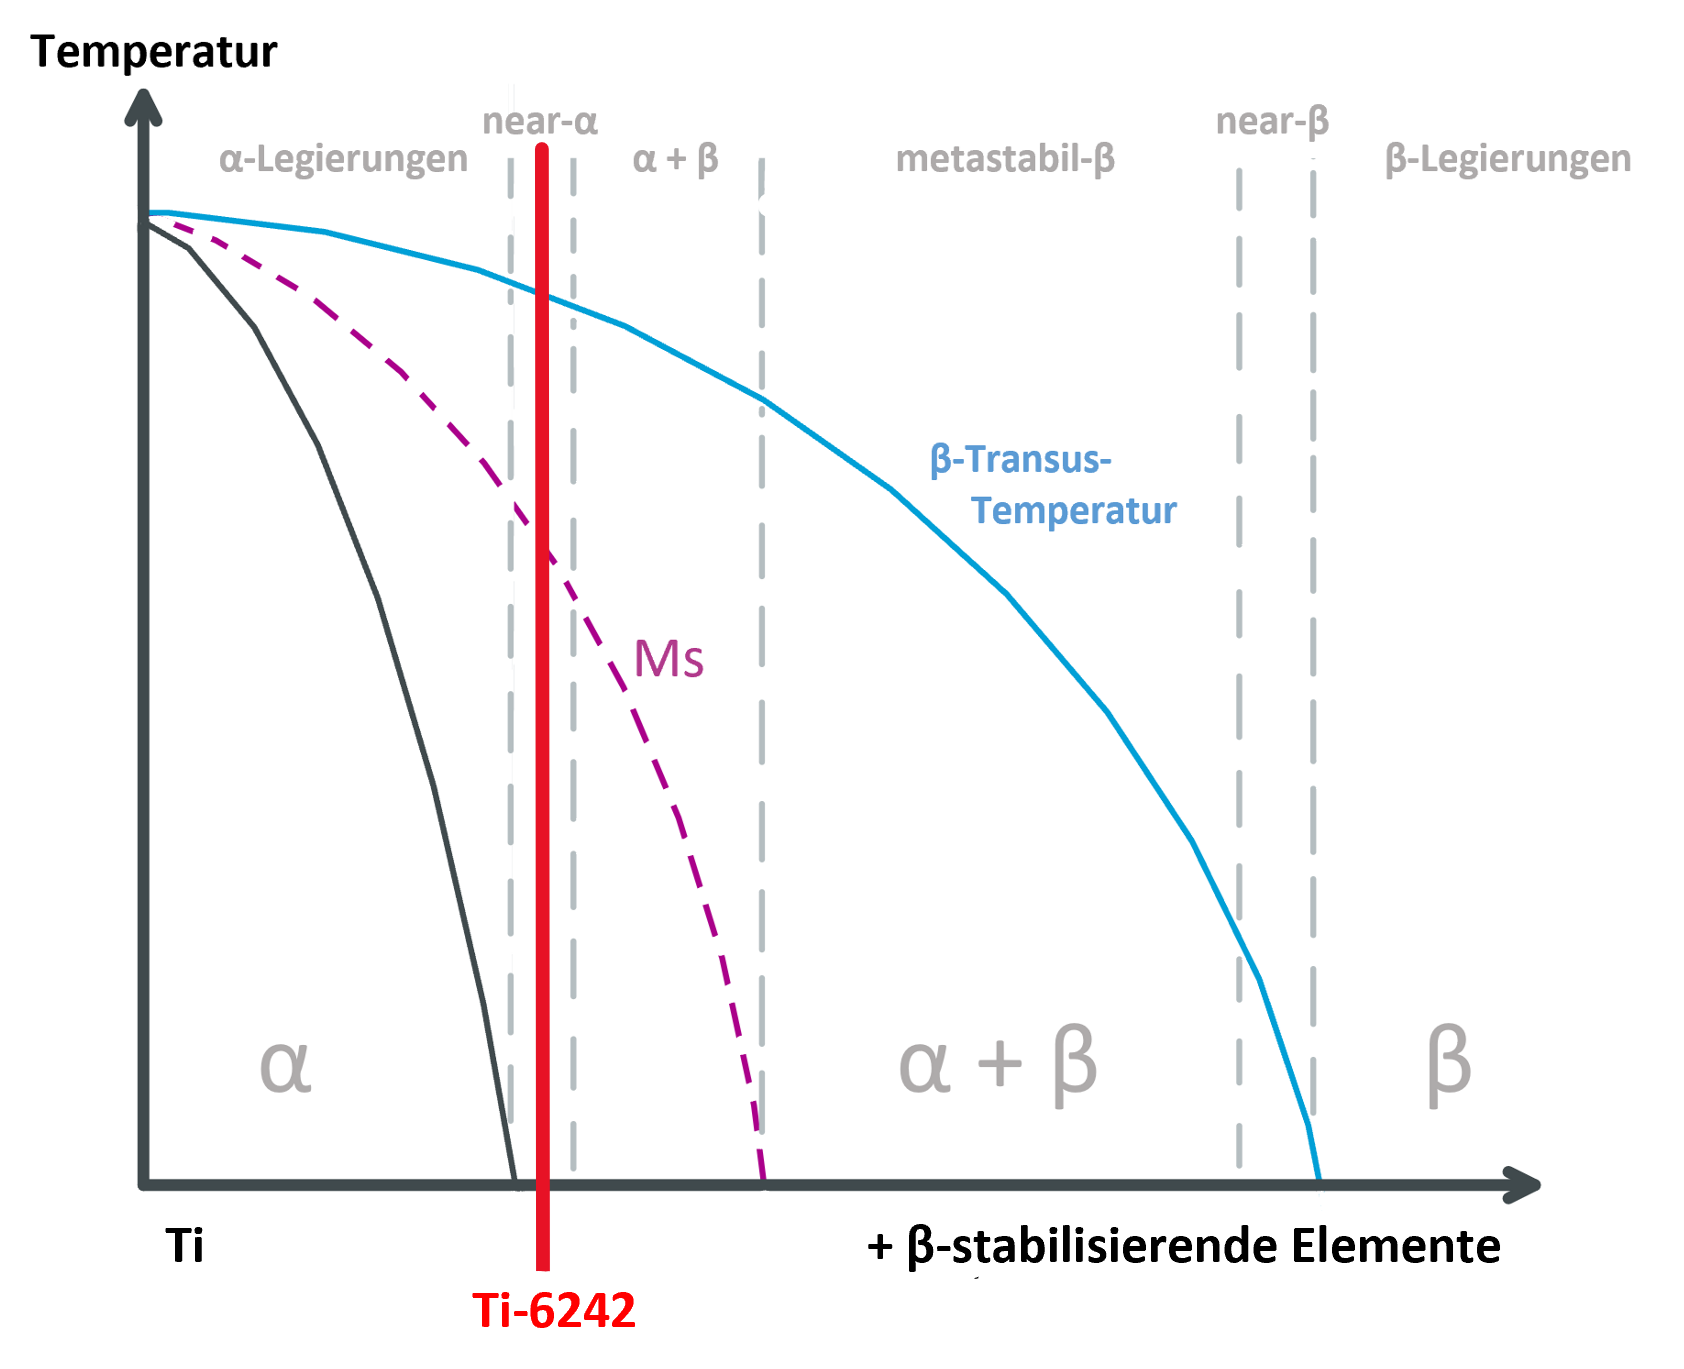 Temperatur
near-α
near-β
α-Legierungen
α + β
metastabil-β
β-Legierungen
β-Transus-
Temperatur
Ms
α
α + β
β
Ti
+ β-stabilisierende Elemente
Ti-6242